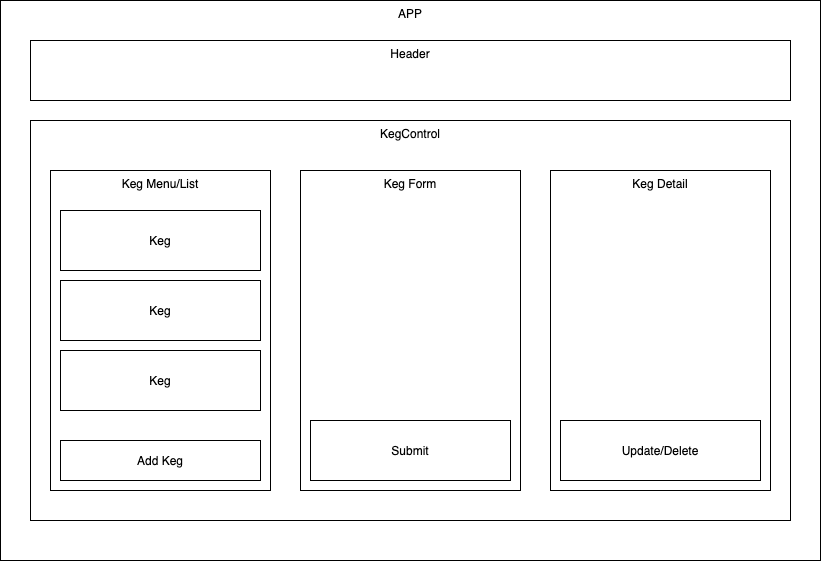 APP
Header
KegControl
Keg Menu/List
Keg
Keg
Keg
Add Keg
Keg Form
Submit
Keg Detail
Update/Delete